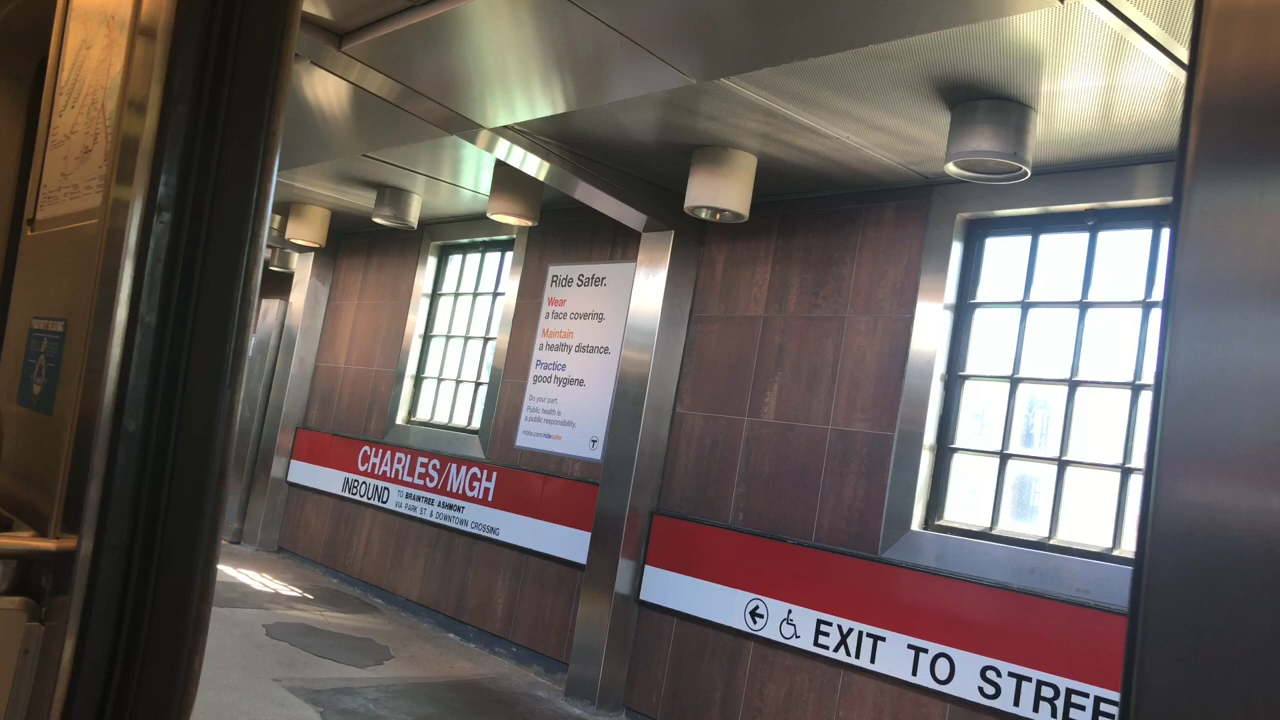 Ride Safer.
Wear
a face covering.
Maintain
a healthy distance.
Practice
good hygiene.
Do your part.
Public health is
a public responsibility.
mbta.com/ridesafer
T
CHARLES/MGH
INBOUND
TO BRAINTREE/ASHMONT
VIA PARK ST. & DOWNTOWN CROSSING
EXIT TO STREE